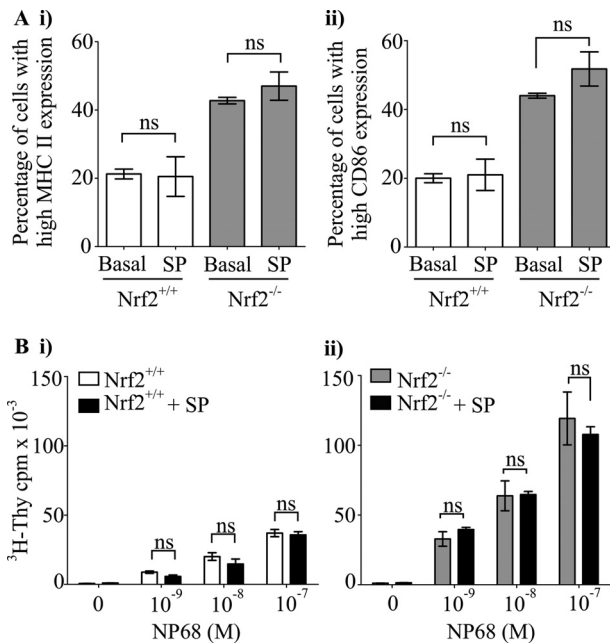 A i)
Percentage of cells with
high MHC II expression
60
40
20
0
ns
ns
Basal SP Basal SP
Nrf2+/+ Nrf2-/-
ii)
Percentage of cells with
high CD86 expression
60
40
20
0
ns
ns
Basal SP Basal SP
Nrf2+/+ Nrf2-/-
B i)
Nrf2+/+
Nrf2+/+ + SP
³H-Thy cpm x 10⁻³
150
100
50
0
ns
ns
ns
0 10⁻⁹ 10⁻⁸ 10⁻⁷
NP68 (M)
ii)
Nrf2-/-
Nrf2-/- + SP
150
100
50
0
ns
ns
ns
0 10⁻⁹ 10⁻⁸ 10⁻⁷
NP68 (M)